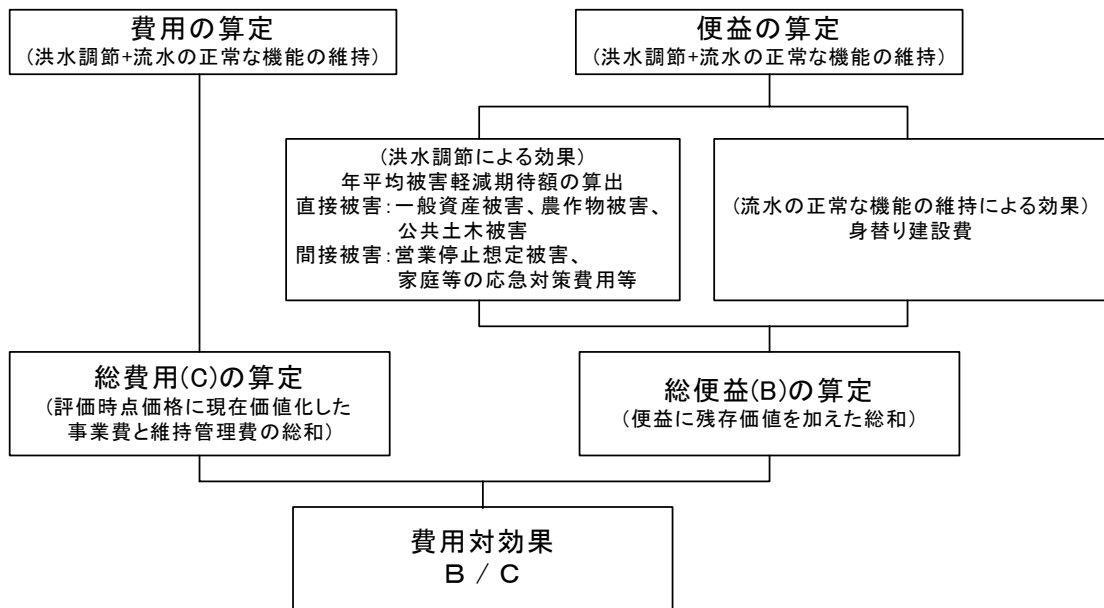 費用の算定
(洪水調節+流水の正常な機能の維持)
便益の算定
(洪水調節+流水の正常な機能の維持)
(洪水調節による効果)
年平均被害軽減期待額の算出
直接被害:一般資産被害、農作物被害、
公共土木被害
間接被害:営業停止想定被害、
家庭等の応急対策費用等
(流水の正常な機能の維持による効果)
身替り建設費
総費用(C)の算定
(評価時点価格に現在価値化した
事業費と維持管理費の総和)
総便益(B)の算定
(便益に残存価値を加えた総和)
費用対効果
B / C